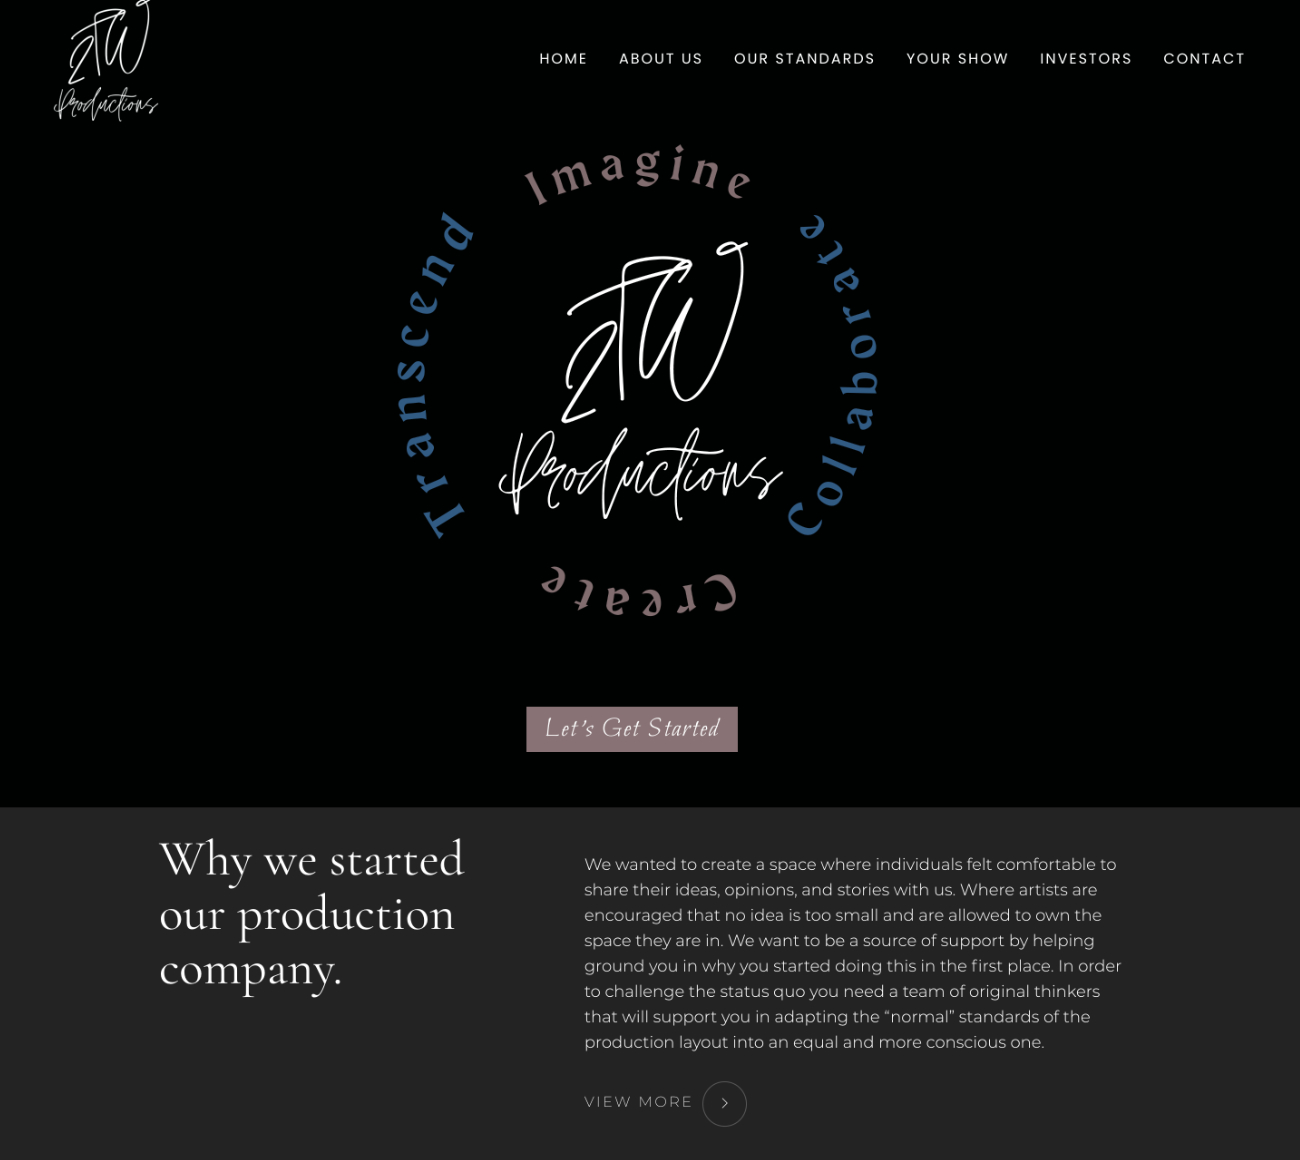 2TW
Productions
HOME ABOUT US OUR STANDARDS YOUR SHOW INVESTORS CONTACT
Imagine
Collaborate
Create
Transcend
2TW
Productions
Let's Get Started
Why we started
our production
company.
We wanted to create a space where individuals felt comfortable to
share their ideas, opinions, and stories with us. Where artists are
encouraged that no idea is too small and are allowed to own the
space they are in. We want to be a source of support by helping
ground you in why you started doing this in the first place. In order
to challenge the status quo you need a team of original thinkers
that will support you in adapting the “normal” standards of the
production layout into an equal and more conscious one.
VIEW MORE